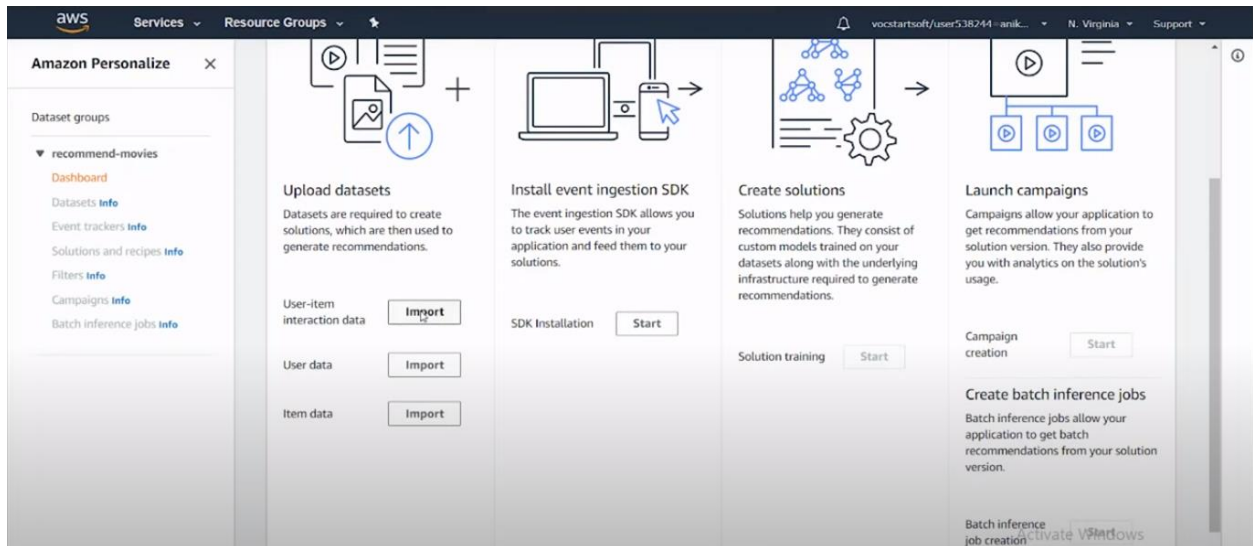 aws
Services
Resource Groups
vocstartsoft/user538244=anik...
N. Virginia
Support
Amazon Personalize
Dataset groups
recommend-movies
Dashboard
Datasets Info
Event trackers Info
Solutions and recipes Info
Filters Info
Campaigns Info
Batch inference jobs Info
Upload datasets
Datasets are required to create
solutions, which are then used to
generate recommendations.
User-item
interaction data
Import
User data
Import
Item data
Import
Install event ingestion SDK
The event ingestion SDK allows you
to track user events in your
application and feed them to your
solutions.
SDK Installation
Start
Create solutions
Solutions help you generate
recommendations. They consist of
custom models trained on your
datasets along with the underlying
infrastructure required to generate
recommendations.
Solution training
Start
Launch campaigns
Campaigns allow your application to
get recommendations from your
solution version. They also provide
you with analytics on the solution's
usage.
Campaign
creation
Start
Create batch inference jobs
Batch inference jobs allow your
application to get batch
recommendations from your solution
version.
Batch inference
job creation
Start
Activate Windows